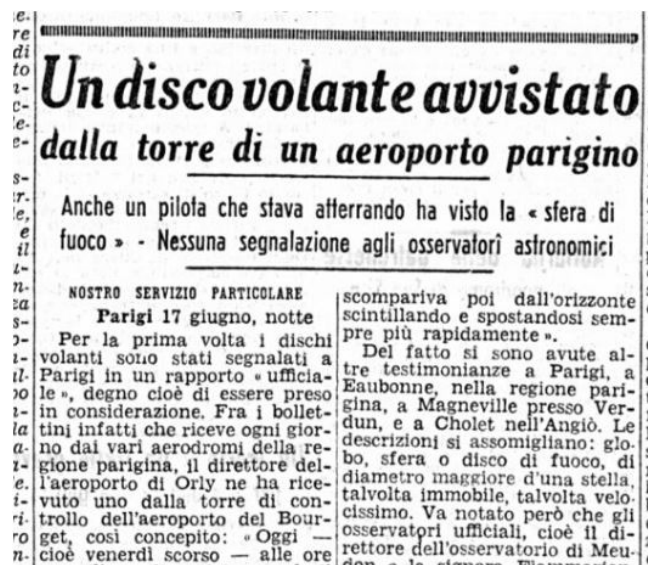 Un disco volante avvistato
dalla torre di un aeroporto parigino
Anche un pilota che stava atterrando ha visto la « sfera di
fuoco » - Nessuna segnalazione agli osservatorî astronomici
NOSTRO SERVIZIO PARTICOLARE
Parigi 17 giugno, notte
Per la prima volta i dischi
volanti sono stati segnalati a
Parigi in un rapporto « ufficia-
le », degno cioè di essere preso
in considerazione. Fra i bollet-
tini infatti che riceve ogni gior-
no dai vari aerodromi della re-
gione parigina, il direttore del-
l'aeroporto di Orly ne ha rice-
vuto uno dalla torre di con-
trollo dell'aeroporto del Bour-
get, così concepito: « Oggi —
cioè venerdì scorso — alle ore
scompariva poi dall'orizzonte
scintillando e spostandosi sem-
pre più rapidamente ».
Del fatto si sono avute al-
tre testimonianze a Parigi, a
Eaubonne, nella regione pari-
gina, a Magneville presso Ver-
dun, e a Cholet nell'Angiò. Le
descrizioni si assomigliano: glo-
bo, sfera o disco di fuoco, di
diametro maggiore d'una stella,
talvolta immobile, talvolta velo-
cissimo. Va notato però che gli
osservatori ufficiali, cioè il di-
rettore dell'osservatorio di Meu-